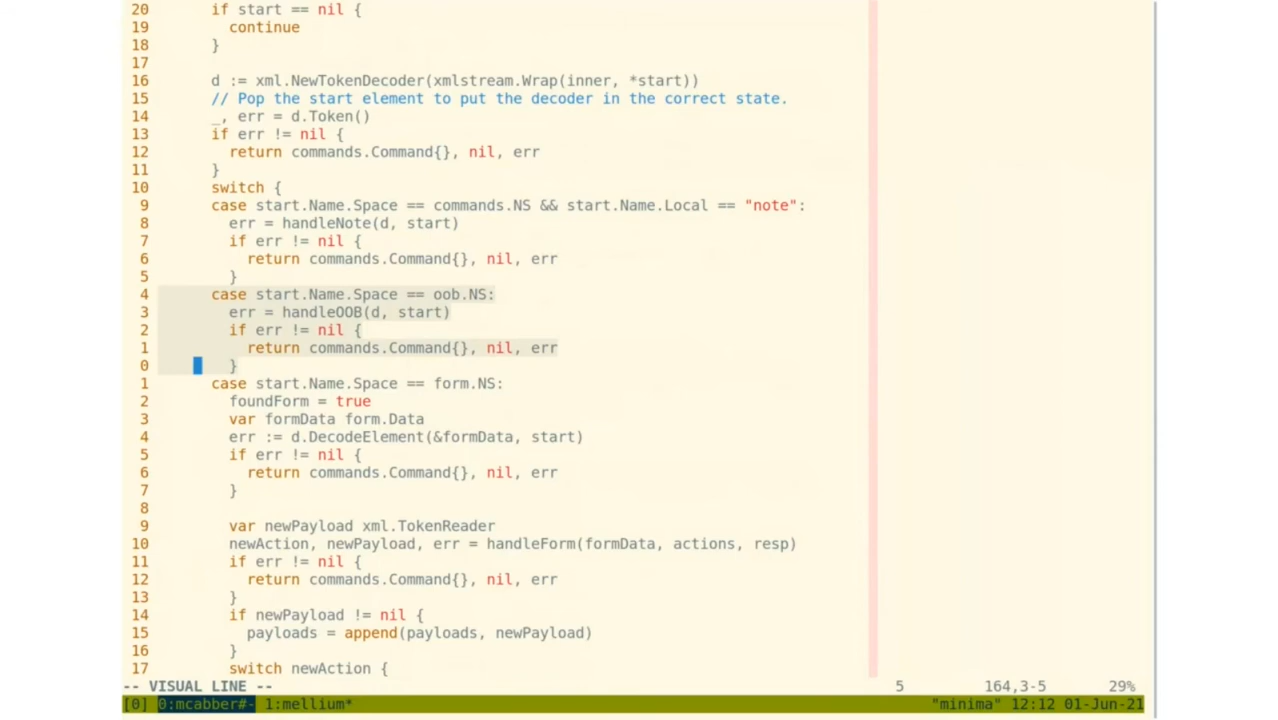 20       if start == nil {
19         continue
18       }
17
16       d := xml.NewTokenDecoder(xmlstream.Wrap(inner, *start))
15       // Pop the start element to put the decoder in the correct state.
14       _, err = d.Token()
13       if err != nil {
12         return commands.Command{}, nil, err
11       }
10       switch {
9       case start.Name.Space == commands.NS && start.Name.Local == "note":
8         err = handleNote(d, start)
7         if err != nil {
6           return commands.Command{}, nil, err
5         }
4       case start.Name.Space == oob.NS:
3         err = handleOOB(d, start)
2         if err != nil {
1           return commands.Command{}, nil, err
0         }
1       case start.Name.Space == form.NS:
2         foundForm = true
3         var formData form.Data
4         err := d.DecodeElement(&formData, start)
5         if err != nil {
6           return commands.Command{}, nil, err
7         }
8
9         var newPayload xml.TokenReader
10         newAction, newPayload, err = handleForm(formData, actions, resp)
11         if err != nil {
12           return commands.Command{}, nil, err
13         }
14         if newPayload != nil {
15           payloads = append(payloads, newPayload)
16         }
17         switch newAction {
-- VISUAL LINE -- 5 164,3-5 29%
[0] 0:mcabber#- 1:mellium* "minima" 12:12 01-Jun-21